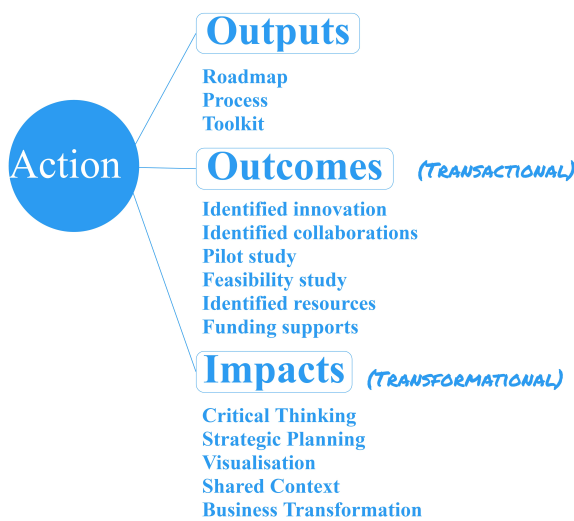 Outputs
Roadmap
Process
Toolkit
Action
Outcomes (Transactional)
Identified innovation
Identified collaborations
Pilot study
Feasibility study
Identified resources
Funding supports
Impacts (Transformational)
Critical Thinking
Strategic Planning
Visualisation
Shared Context
Business Transformation